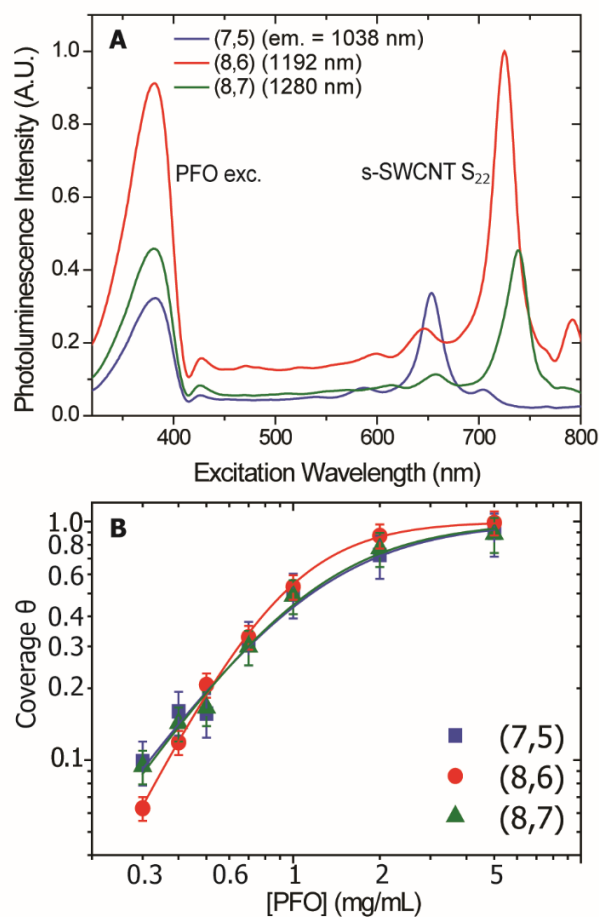 A
(7,5) (em. = 1038 nm)
(8,6) (1192 nm)
(8,7) (1280 nm)
PFO exc.
s-SWCNT S₂₂
Photoluminescence Intensity (A.U.)
1.0
0.8
0.6
0.4
0.2
0.0
400 500 600 700 800
Excitation Wavelength (nm)
B
Coverage θ
1.0
0.8
0.6
0.4
0.3
0.2
0.1
(7,5)
(8,6)
(8,7)
0.3 0.6 1 2 5
[PFO] (mg/mL)